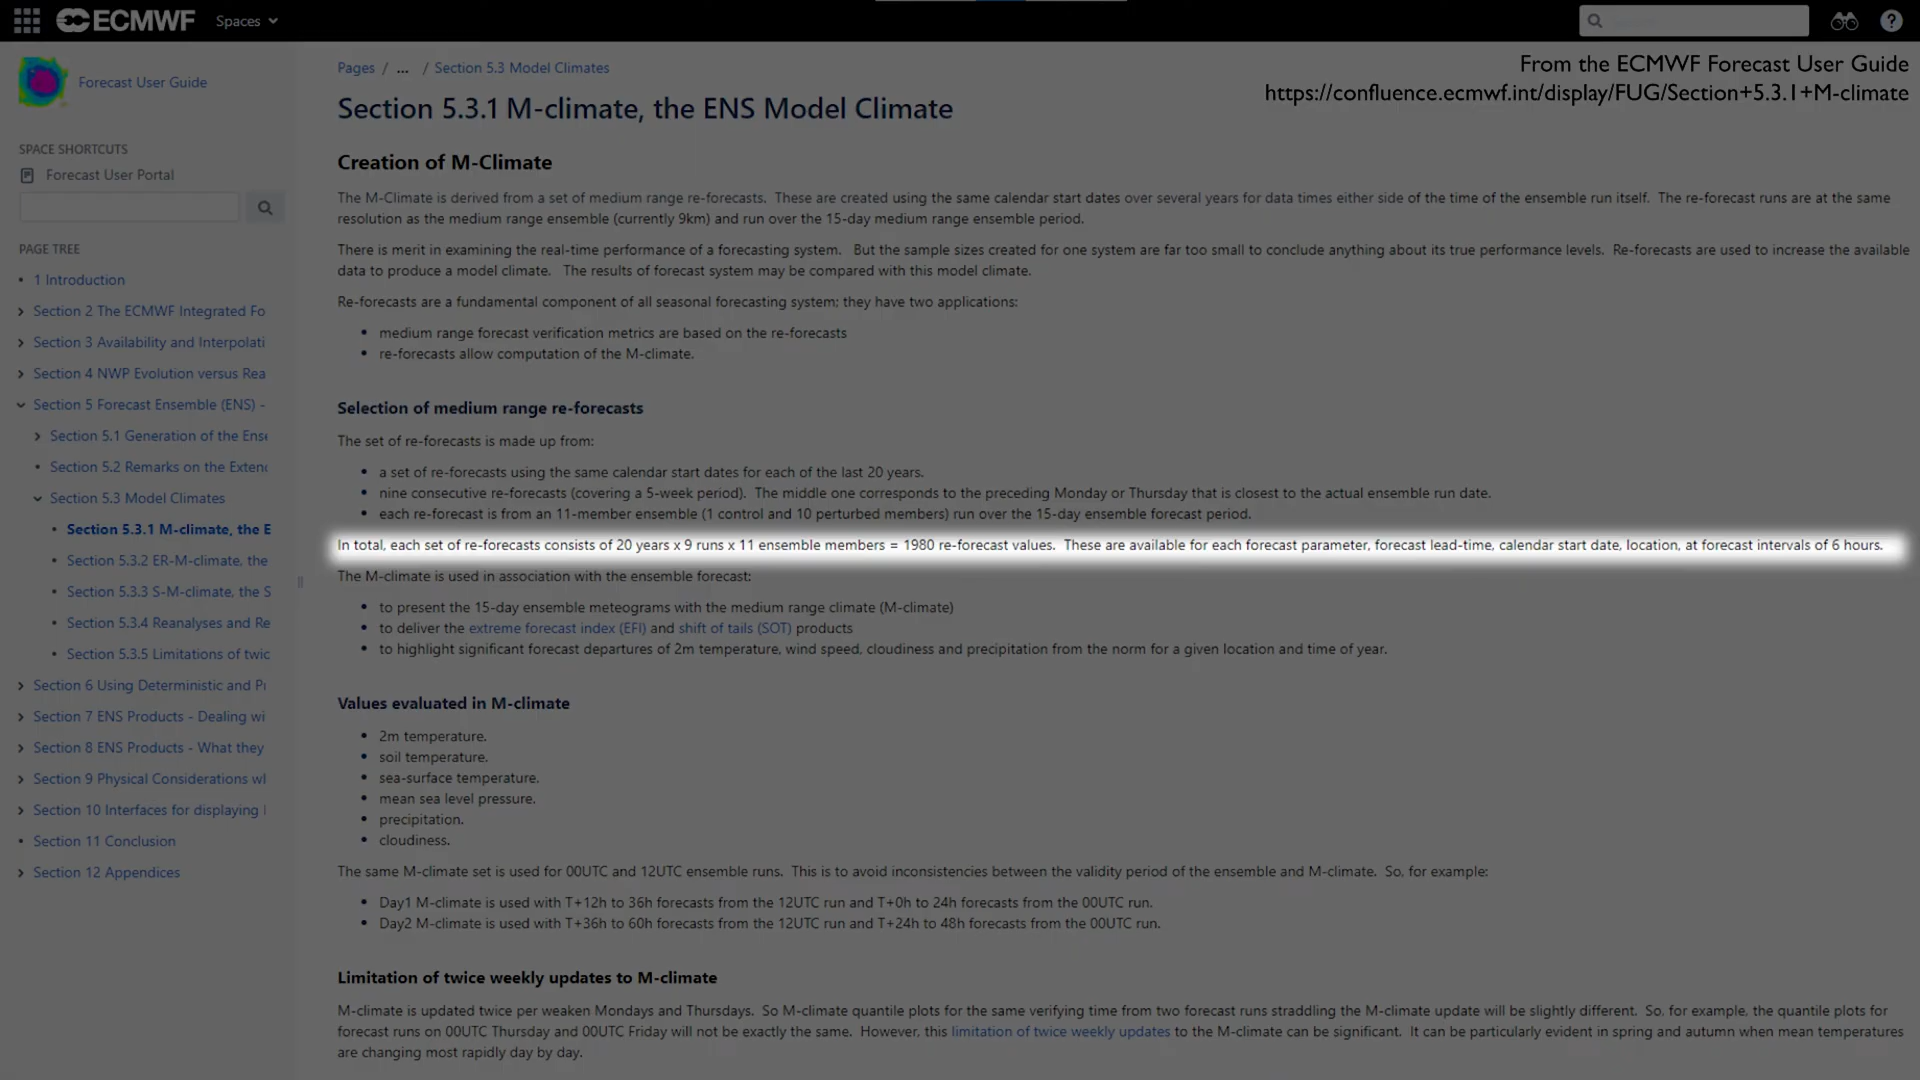 ECMWF Spaces
From the ECMWF Forecast User Guide
https://confluence.ecmwf.int/display/FUG/Section+5.3.1+M-climate
Forecast User Guide
SPACE SHORTCUTS
Forecast User Portal
PAGE TREE
1 Introduction
Section 2 The ECMWF Integrated Fo
Section 3 Availability and Interpolati
Section 4 NWP Evolution versus Rea
Section 5 Forecast Ensemble (ENS) -
Section 5.1 Generation of the Ense
Section 5.2 Remarks on the Extend
Section 5.3 Model Climates
Section 5.3.1 M-climate, the E
Section 5.3.2 ER-M-climate, the
Section 5.3.3 S-M-climate, the S
Section 5.3.4 Reanalyses and Re
Section 5.3.5 Limitations of twic
Section 6 Using Deterministic and Pr
Section 7 ENS Products - Dealing wi
Section 8 ENS Products - What they
Section 9 Physical Considerations wh
Section 10 Interfaces for displaying
Section 11 Conclusion
Section 12 Appendices
Pages / ... / Section 5.3 Model Climates
Section 5.3.1 M-climate, the ENS Model Climate
Creation of M-Climate
The M-Climate is derived from a set of medium range re-forecasts. These are created using the same calendar start dates over several years for data times either side of the time of the ensemble run itself. The re-forecast runs are at the same
resolution as the medium range ensemble (currently 9km) and run over the 15-day medium range ensemble period.
There is merit in examining the real-time performance of a forecasting system. But the sample sizes created for one system are far too small to conclude anything about its true performance levels. Re-forecasts are used to increase the available
data to produce a model climate. The results of forecast system may be compared with this model climate.
Re-forecasts are a fundamental component of all seasonal forecasting system; they have two applications:
• medium range forecast verification metrics are based on the re-forecasts
• re-forecasts allow computation of the M-climate.
Selection of medium range re-forecasts
The set of re-forecasts is made up from:
• a set of re-forecasts using the same calendar start dates for each of the last 20 years.
• nine consecutive re-forecasts (covering a 5-week period). The middle one corresponds to the preceding Monday or Thursday that is closest to the actual ensemble run date.
• each re-forecast is from an 11-member ensemble (1 control and 10 perturbed members) run over the 15-day ensemble forecast period.
In total, each set of re-forecasts consists of 20 years x 9 runs x 11 ensemble members = 1980 re-forecast values. These are available for each forecast parameter, forecast lead-time, calendar start date, location, at forecast intervals of 6 hours.
The M-climate is used in association with the ensemble forecast:
• to present the 15-day ensemble meteograms with the medium range climate (M-climate)
• to deliver the extreme forecast index (EFI) and shift of tails (SOT) products
• to highlight significant forecast departures of 2m temperature, wind speed, cloudiness and precipitation from the norm for a given location and time of year.
Values evaluated in M-climate
• 2m temperature.
• soil temperature.
• sea-surface temperature.
• mean sea level pressure.
• precipitation.
• cloudiness.
The same M-climate set is used for 00UTC and 12UTC ensemble runs. This is to avoid inconsistencies between the validity period of the ensemble and M-climate. So, for example:
• Day1 M-climate is used with T+12h to 36h forecasts from the 12UTC run and T+0h to 24h forecasts from the 00UTC run.
• Day2 M-climate is used with T+36h to 60h forecasts from the 12UTC run and T+24h to 48h forecasts from the 00UTC run.
Limitation of twice weekly updates to M-climate
M-climate is updated twice per weaken Mondays and Thursdays. So M-climate quantile plots for the same verifying time from two forecast runs straddling the M-climate update will be slightly different. So, for example, the quantile plots for
forecast runs on 00UTC Thursday and 00UTC Friday will not be exactly the same. However, this limitation of twice weekly updates to the M-climate can be significant. It can be particularly evident in spring and autumn when mean temperatures
are changing most rapidly day by day.